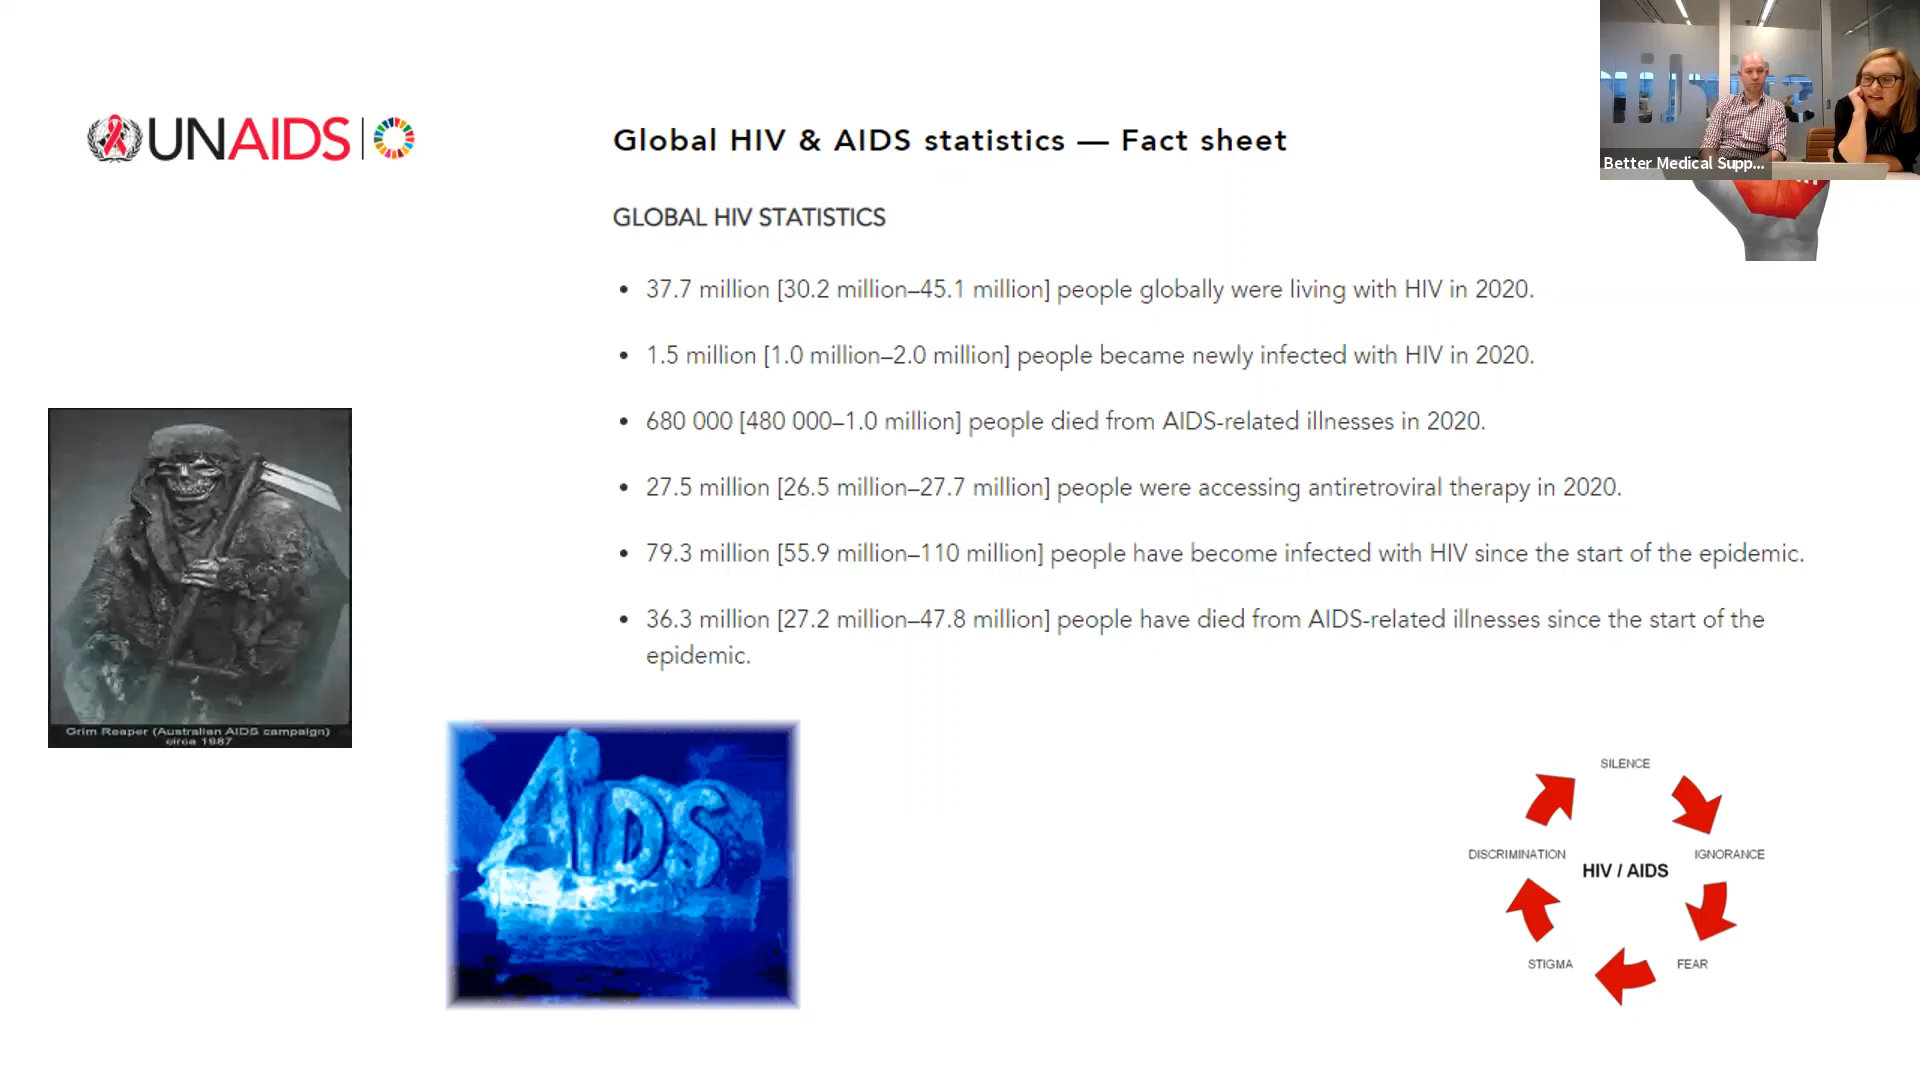 UNAIDS
Global HIV & AIDS statistics — Fact sheet
Better Medical Supp...
GLOBAL HIV STATISTICS
• 37.7 million [30.2 million–45.1 million] people globally were living with HIV in 2020.
• 1.5 million [1.0 million–2.0 million] people became newly infected with HIV in 2020.
• 680 000 [480 000–1.0 million] people died from AIDS-related illnesses in 2020.
• 27.5 million [26.5 million–27.7 million] people were accessing antiretroviral therapy in 2020.
• 79.3 million [55.9 million–110 million] people have become infected with HIV since the start of the epidemic.
• 36.3 million [27.2 million–47.8 million] people have died from AIDS-related illnesses since the start of the
epidemic.
Grim Reaper (Australian AIDS campaign)
circa 1987
AIDS
SILENCE
IGNORANCE
FEAR
STIGMA
DISCRIMINATION
HIV / AIDS